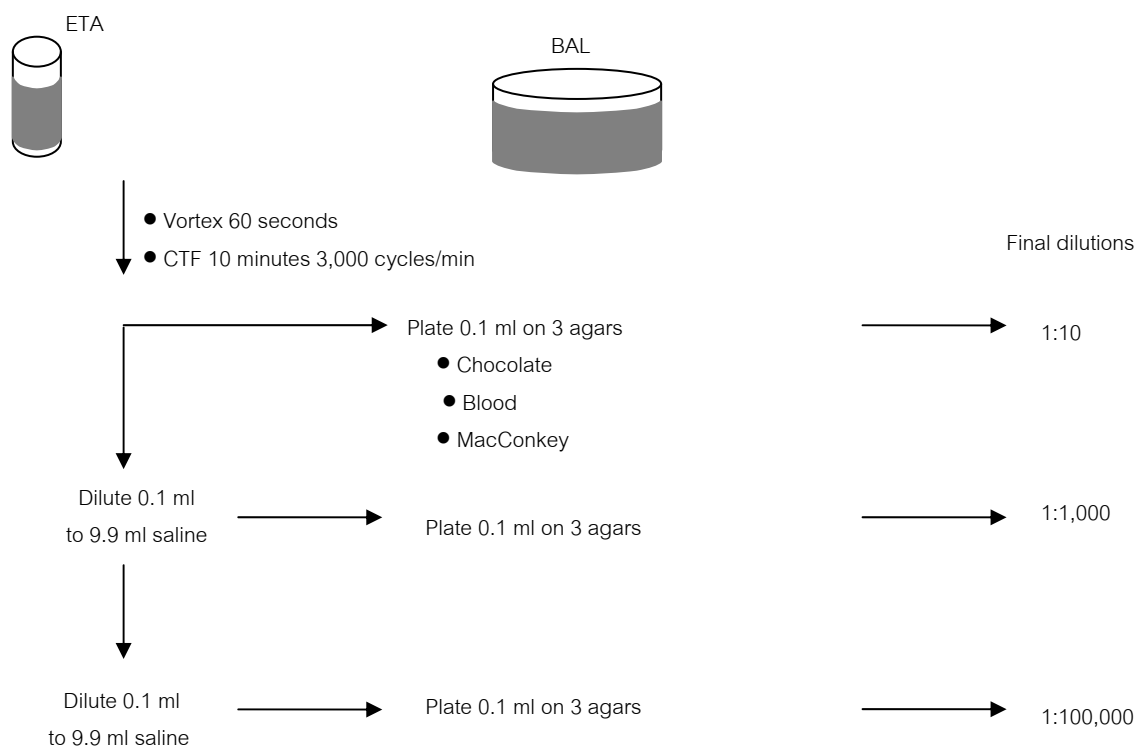 ETA
BAL
● Vortex 60 seconds
● CTF 10 minutes 3,000 cycles/min
Final dilutions
Plate 0.1 ml on 3 agars
1:10
● Chocolate
● Blood
● MacConkey
Dilute 0.1 ml
to 9.9 ml saline
Plate 0.1 ml on 3 agars
1:1,000
Dilute 0.1 ml
to 9.9 ml saline
Plate 0.1 ml on 3 agars
1:100,000